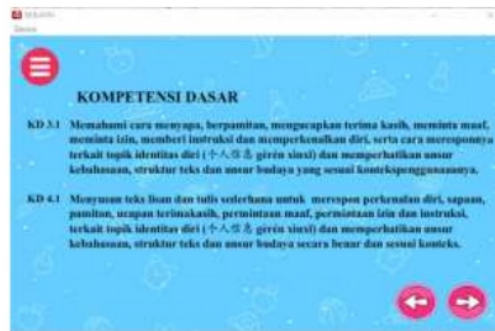 KOMPETENSI DASAR
KD 3.1 Memahami cara menyapa, berpamitan, mengucapkan terima kasih, meminta maaf,
meminta izin, memberi instruksi dan memperkenalkan diri, serta cara meresponnya
terkait topik identitas diri (个人信息 gèrén xìnxī) dan memperhatikan unsur
kebahasaan, struktur teks dan unsur budaya yang sesuai kontekspenggunaannya.
KD 4.1 Menyusun teks lisan dan tulis sederhana untuk merespon perkenalan diri, sapaan,
pamitan, ucapan terimakasih, permintaan maaf, permintaan izin dan instruksi,
terkait topik identitas diri (个人信息 gèrén xìnxī) dan memperhatikan unsur
kebahasaan, struktur teks dan unsur budaya secara benar dan sesuai konteks.